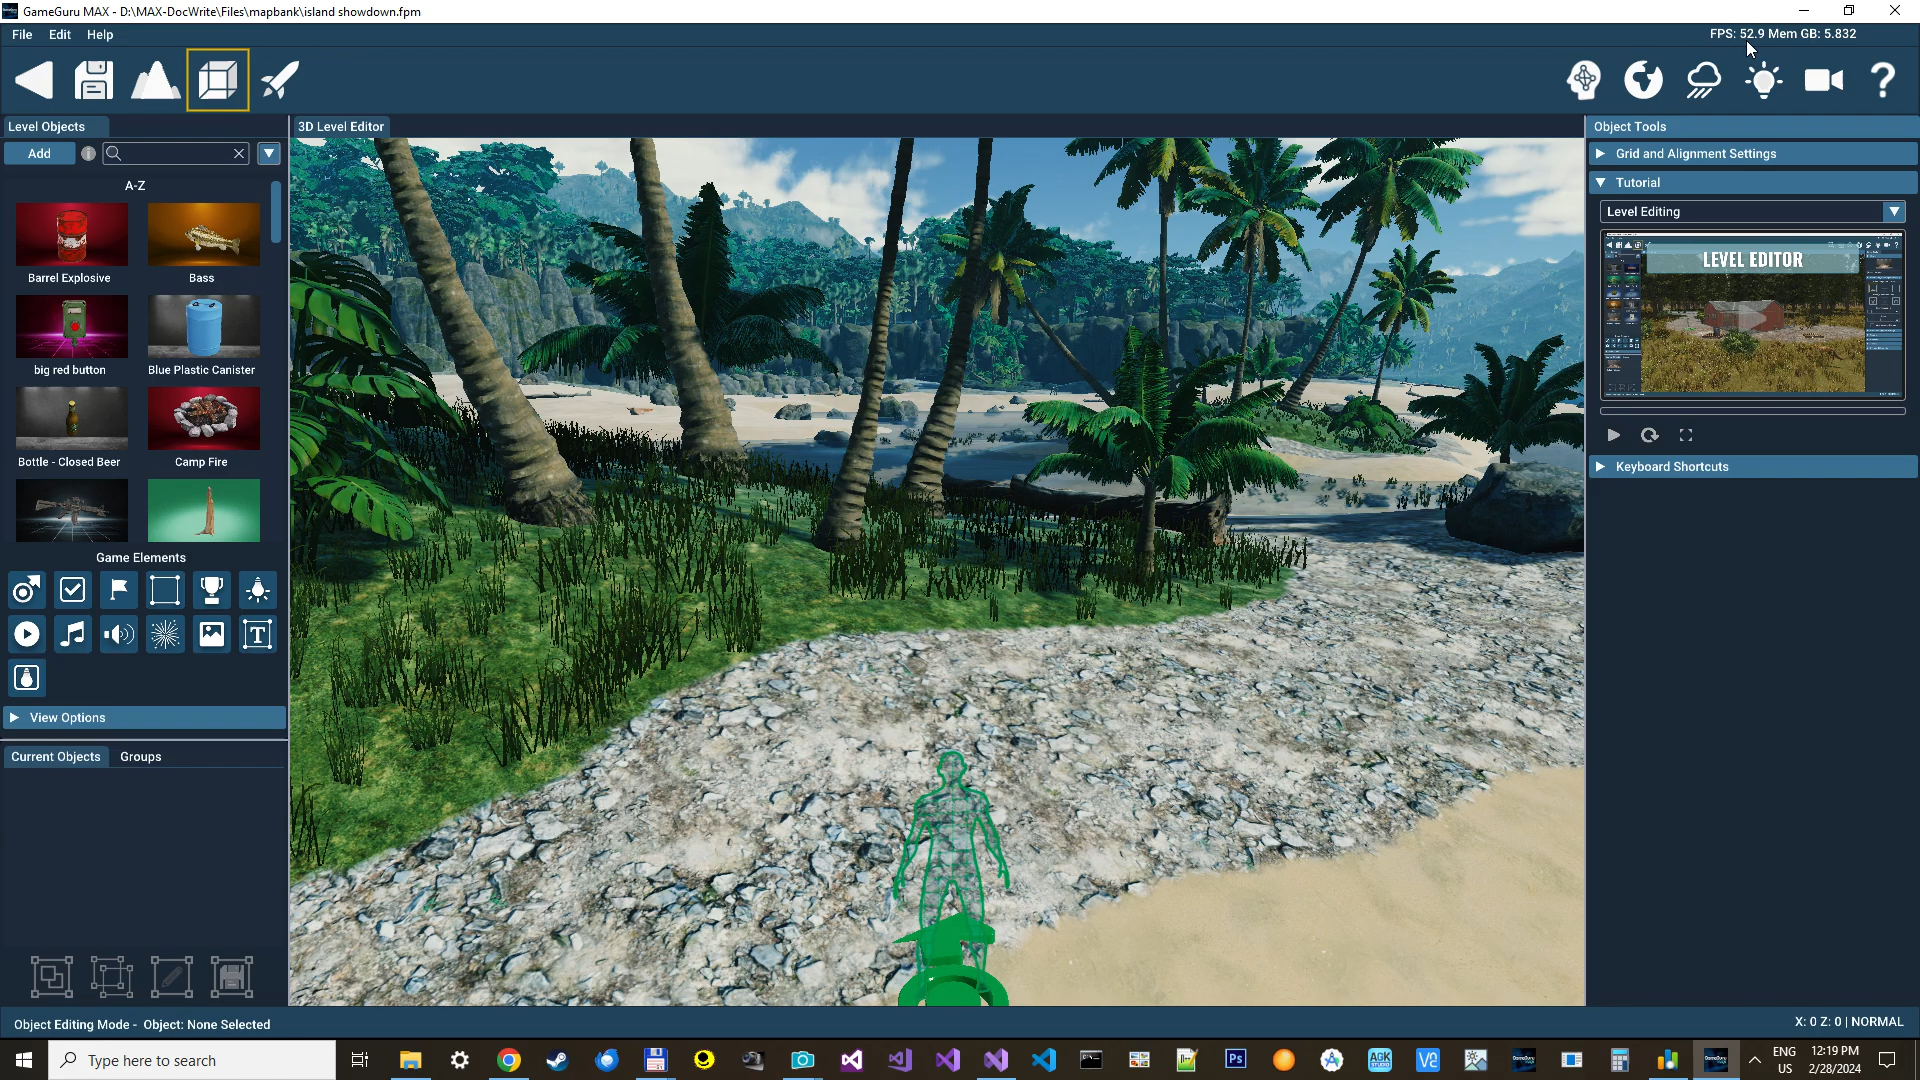 GameGuru MAX - D:\MAX-DocWrite\Files\mapbank\island showdown.fpm
File Edit Help
FPS: 52.9 Mem GB: 5.832
Level Objects
3D Level Editor
Object Tools
Add
Grid and Alignment Settings
A-Z
Tutorial
Level Editing
LEVEL EDITOR
Barrel Explosive
Bass
big red button
Blue Plastic Canister
Bottle - Closed Beer
Camp Fire
Keyboard Shortcuts
Game Elements
View Options
Current Objects Groups
Object Editing Mode - Object: None Selected
X: 0 Z: 0 | NORMAL
Type here to search
ENG
US
12:19 PM
2/28/2024